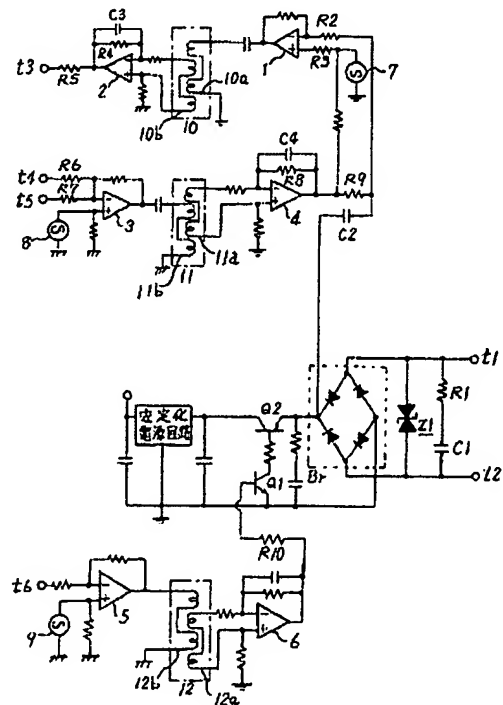 C3
R4
t3
R5
2
10a
10b
10
R2
1
R3
S
7
R6
t4
R7
t5
S
8
3
11a
11b
11
C4
R8
4
R9
C2
安定化
電源回路
Q2
Q1
Br
t1
R1
Z1
C1
t2
R10
t6
S
9
5
12b
12
12a
6